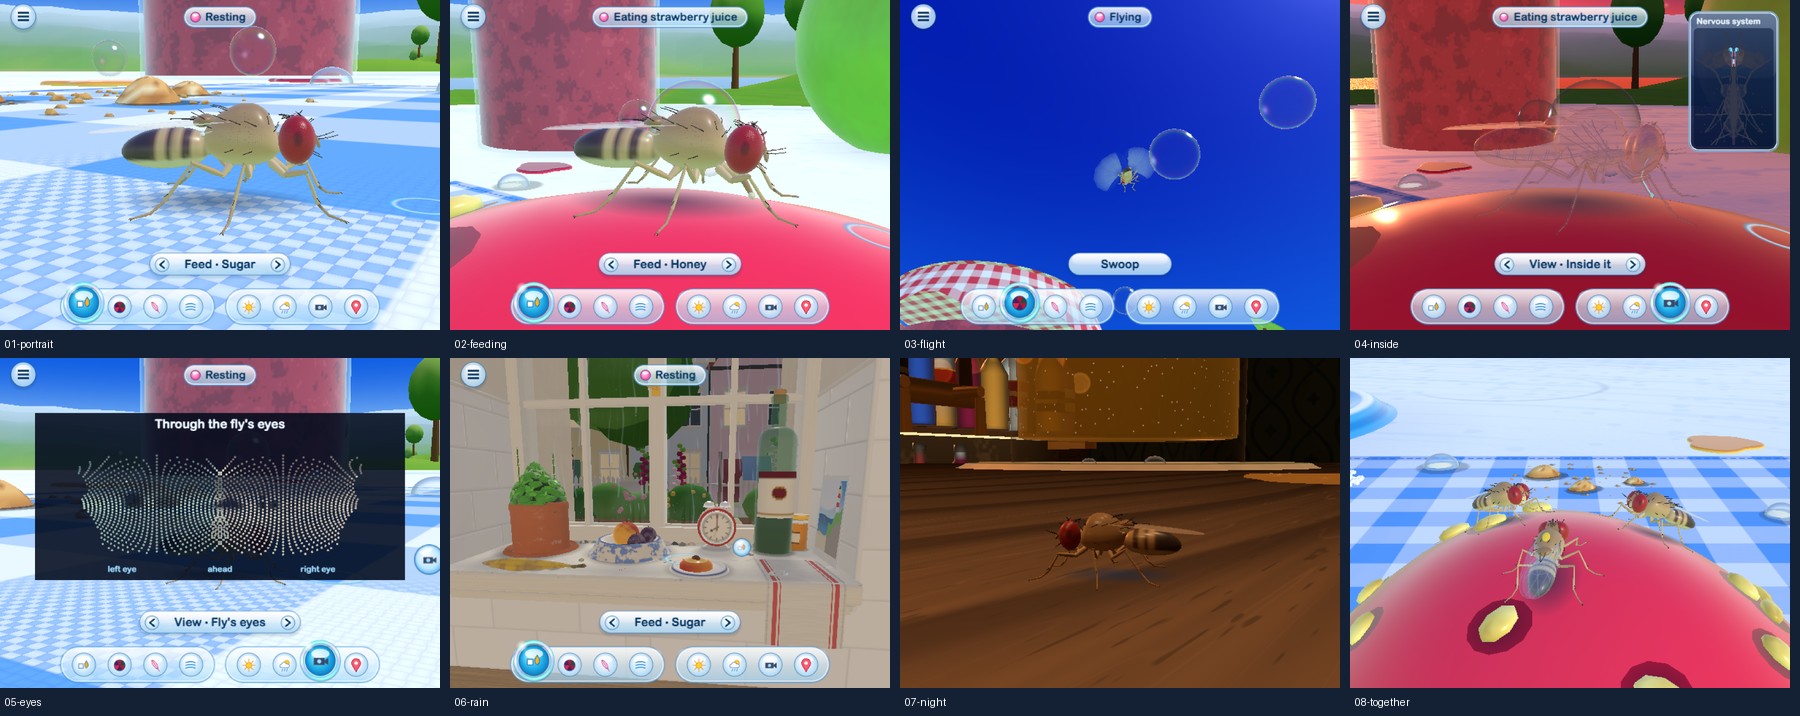 Resting
Feed · Sugar
01-portrait
Eating strawberry juice
Feed · Honey
02-feeding
Flying
Swoop
03-flight
Eating strawberry juice
Nervous system
View · Inside it
04-inside
Resting
Through the fly's eyes
left eye
ahead
right eye
View · Fly's eyes
05-eyes
Resting
Feed · Sugar
06-rain
07-night
08-together